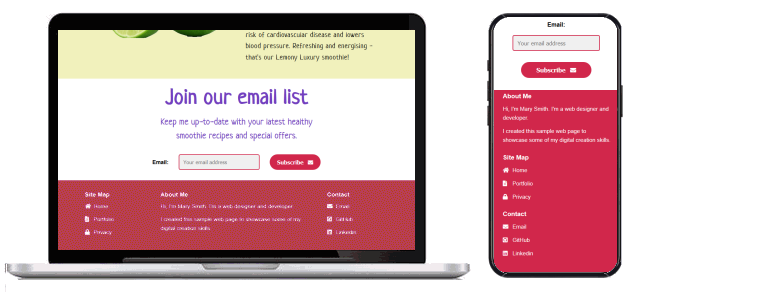 risk of cardiovascular disease and lowers
blood pressure. Refreshing and energising -
that's our Lemony Luxury smoothie!
Join our email list
Keep me up-to-date with your latest healthy
smoothie recipes and special offers.
Email:
Your email address
Subscribe
Site Map
Home
Portfolio
Privacy
About Me
Hi, I'm Mary Smith. I'm a web designer and developer.
I created this sample web page to showcase some of my
digital creation skills.
Contact
Email
GitHub
Linkedin
Email:
Your email address
Subscribe
About Me
Hi, I'm Mary Smith. I'm a web designer and
developer.
I created this sample web page to
showcase some of my digital creation skills.
Site Map
Home
Portfolio
Privacy
Contact
Email
GitHub
Linkedin